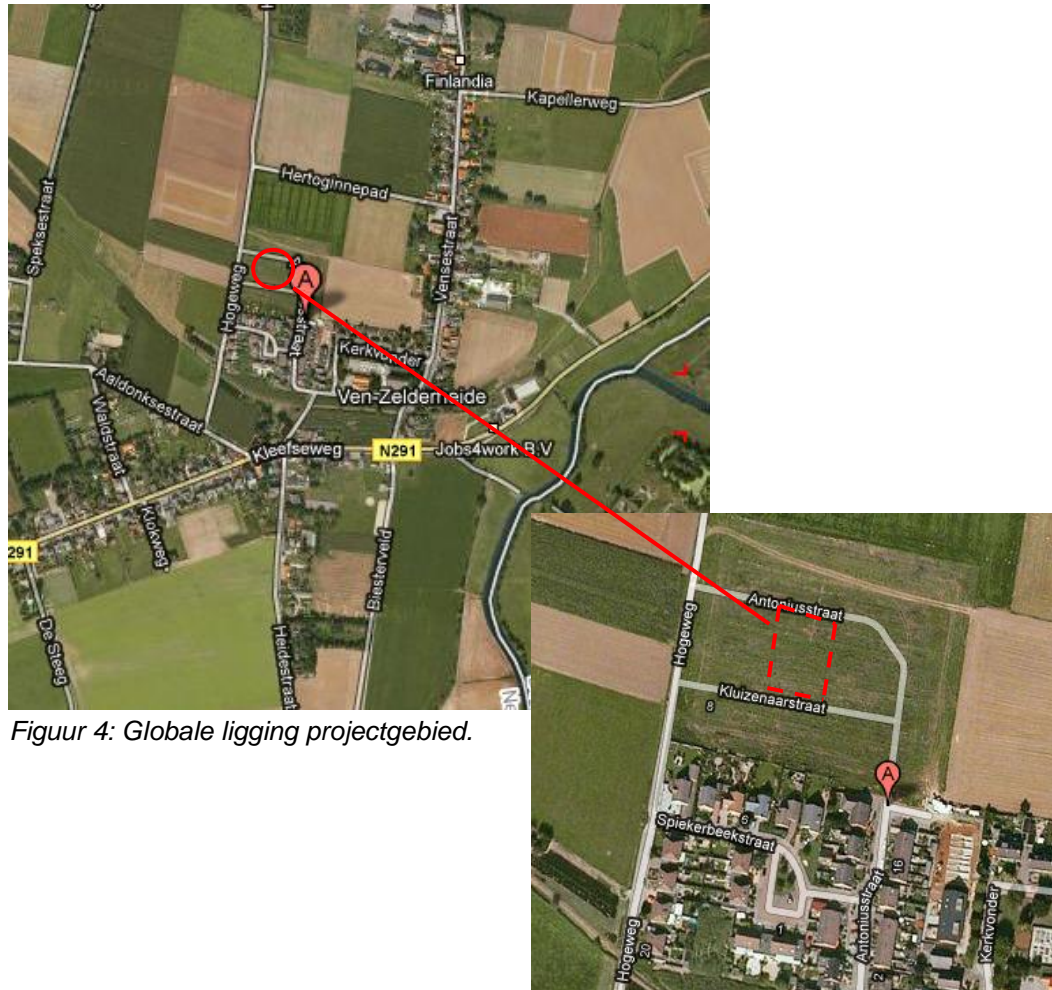 Finlandia
Kapellerweg
Hertoginnepad
Speksestraat
Vensestraat
Hogeweg
A
Kerkvonder
Ven-Zelderheide
Aaldonksestraat
Waldstraat
Kleefseweg
N291
Jobs4work B.V
Klokweg
291
Biesterveld
De Steeg
Heidestraat
Figuur 4: Globale ligging projectgebied.
Antoniusstraat
Hogeweg
Kluizenaarstraat
8
A
6
Spiekerbeekstraat
16
Antoniusstraat
Kerkvonder
1
Hogeweg
20
2